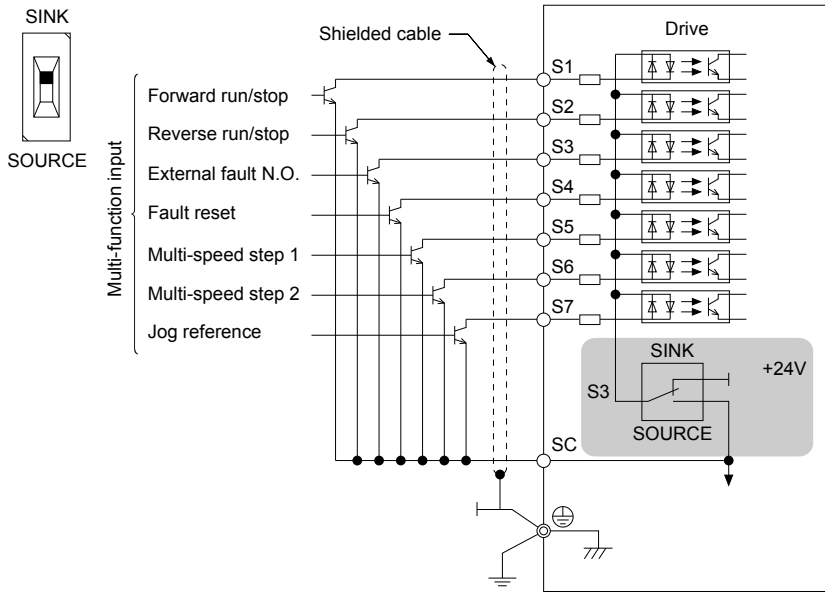 SINK
SOURCE
Shielded cable
Drive
Multi-function input
Forward run/stop
Reverse run/stop
External fault N.O.
Fault reset
Multi-speed step 1
Multi-speed step 2
Jog reference
S1
S2
S3
S4
S5
S6
S7
SINK
+24V
S3
SOURCE
SC